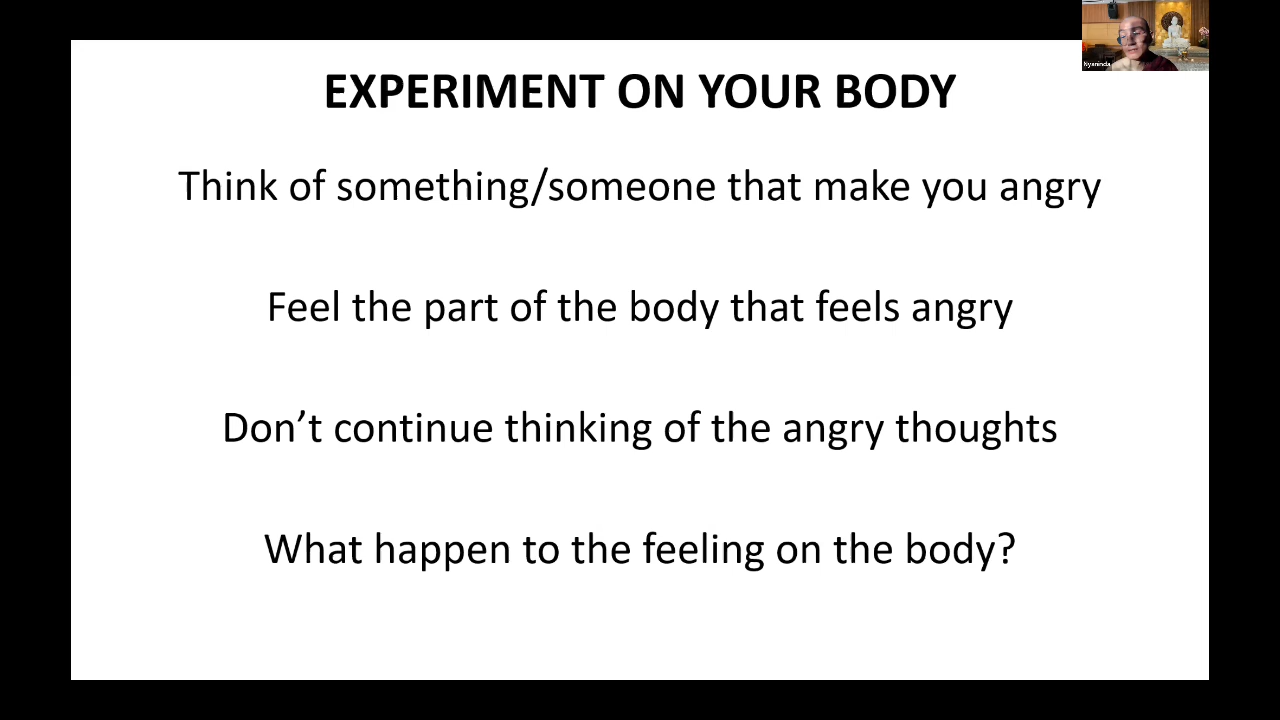 EXPERIMENT ON YOUR BODY
Think of something/someone that make you angry
Feel the part of the body that feels angry
Don’t continue thinking of the angry thoughts
What happen to the feeling on the body?
Nyaninda